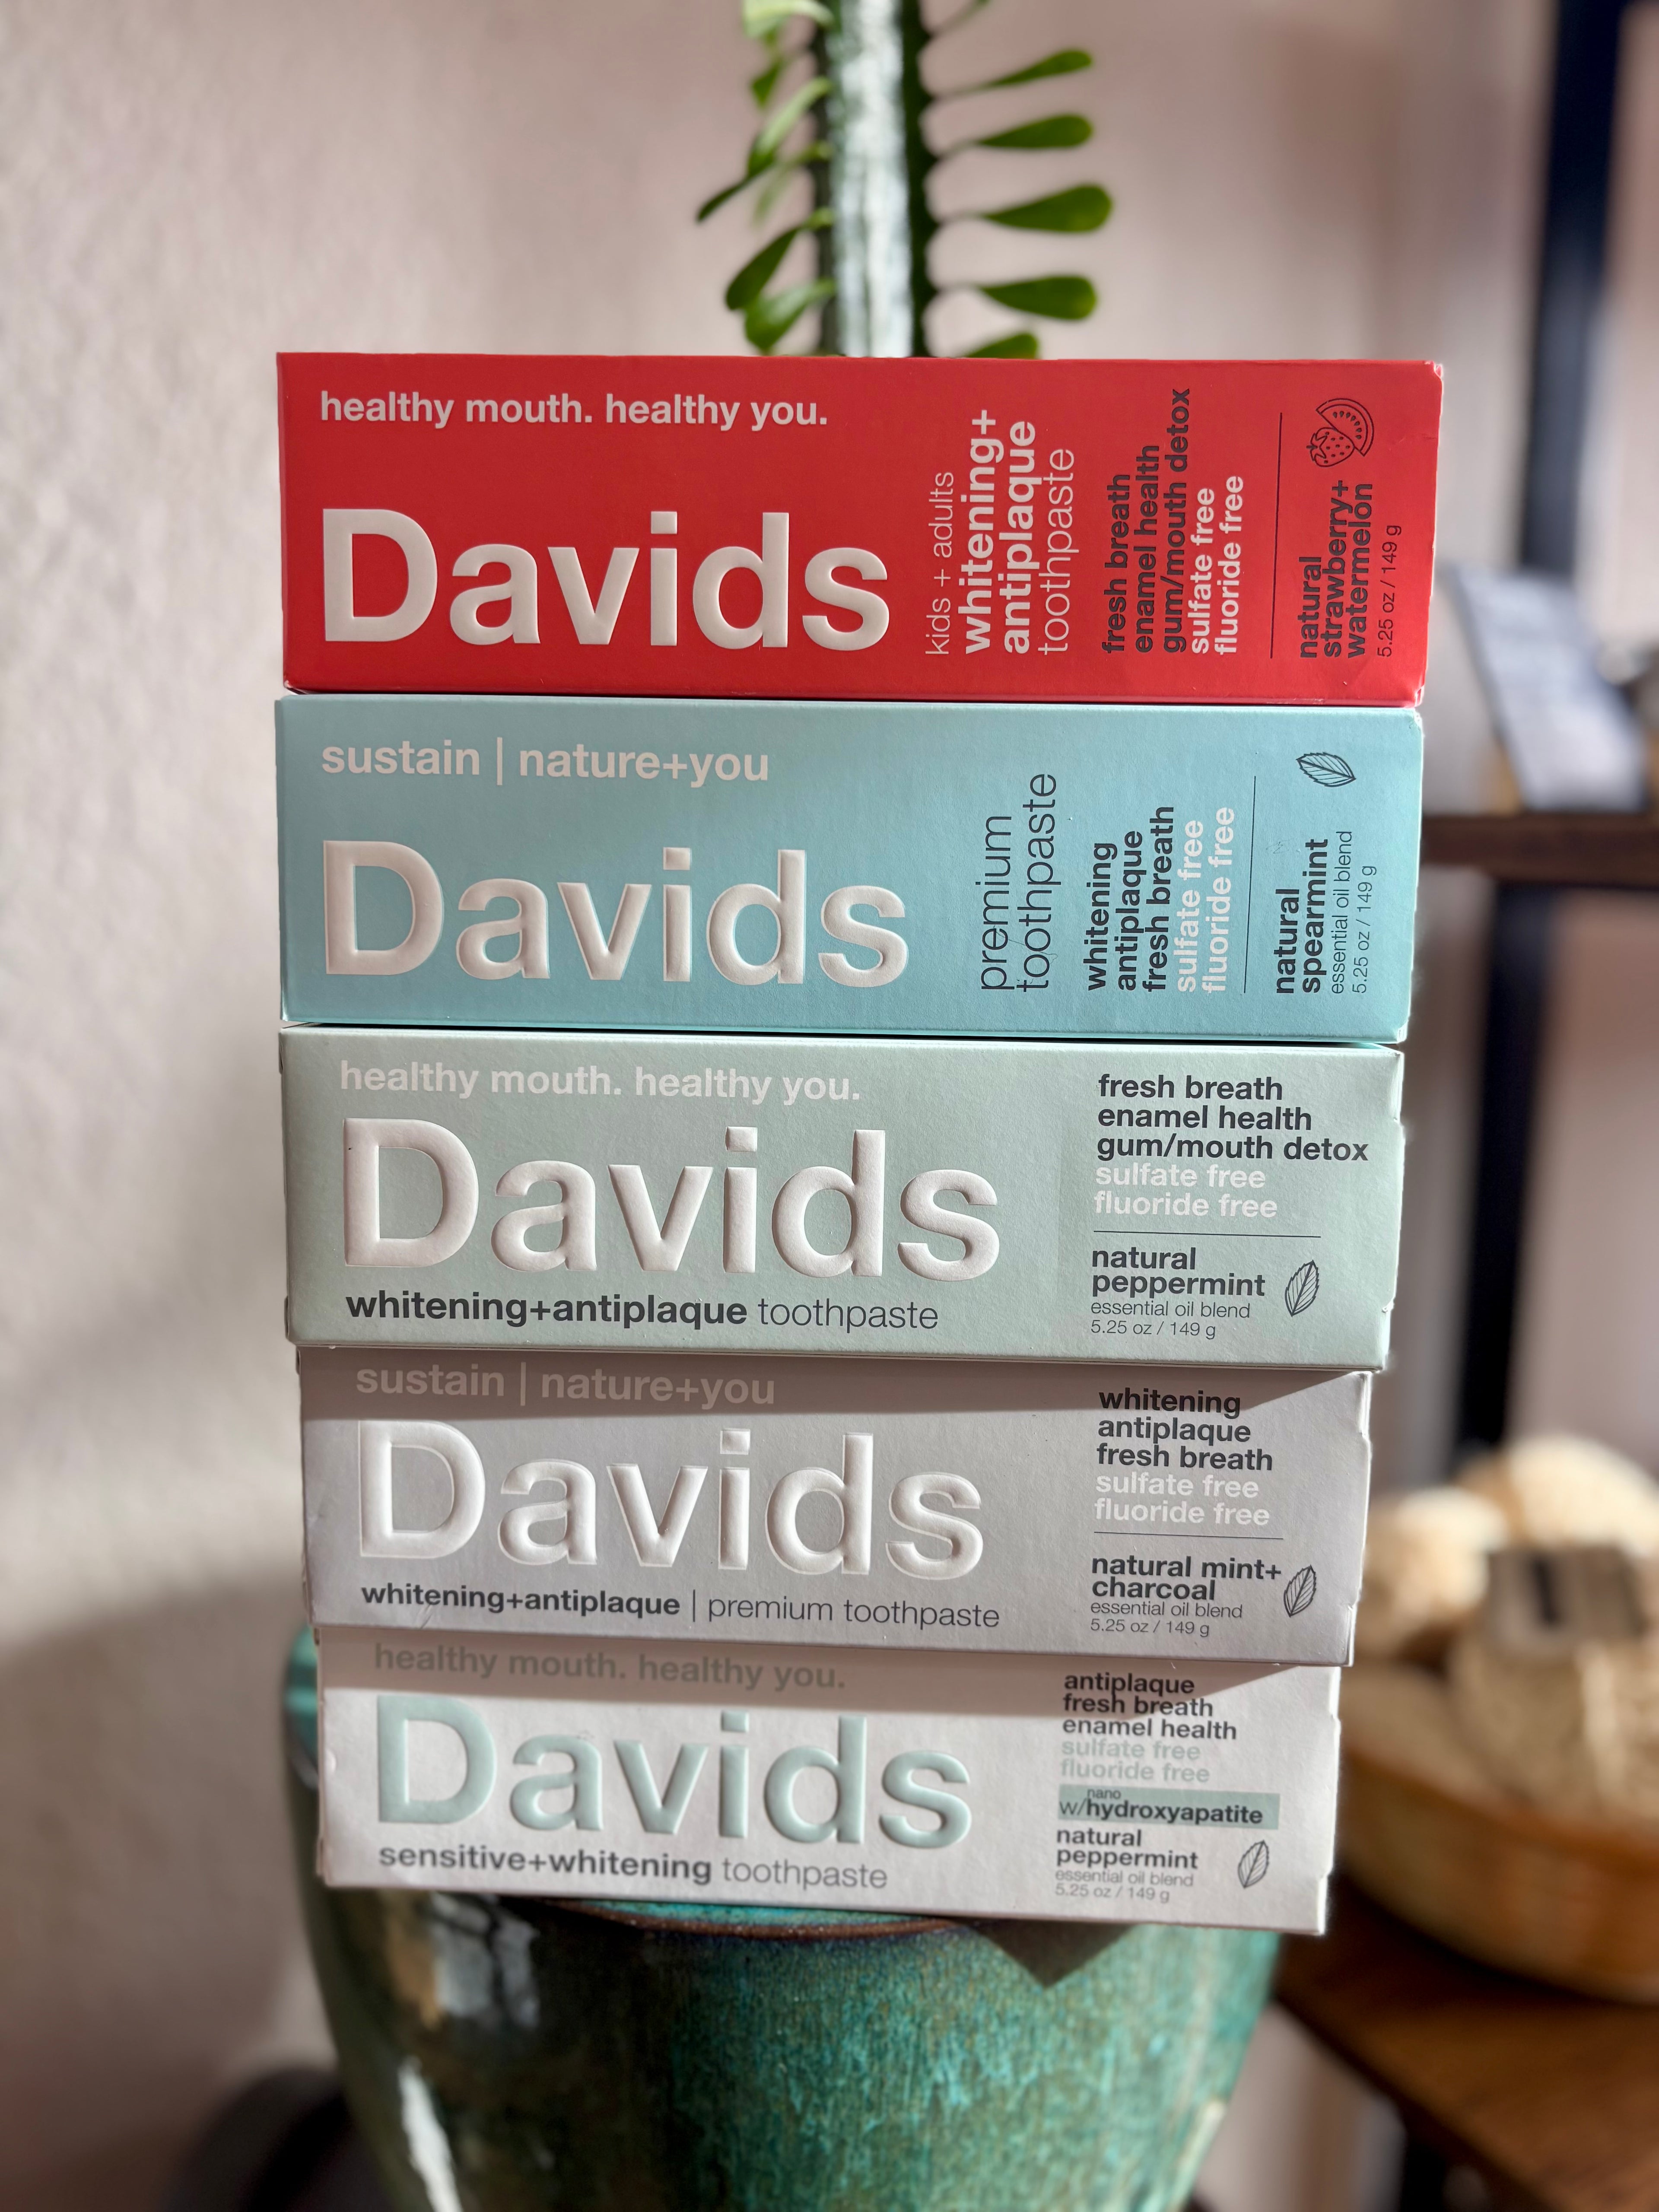 healthy mouth. healthy you.
Davids
kids + adults
whitening+
antiplaque
toothpaste
fresh breath
enamel health
gum/mouth detox
sulfate free
fluoride free
natural
strawberry+
watermelon
5.25 oz / 149 g
sustain | nature+you
Davids
premium
toothpaste
whitening
antiplaque
fresh breath
sulfate free
fluoride free
natural
spearmint
essential oil blend
5.25 oz / 149 g
healthy mouth. healthy you.
Davids
whitening+antiplaque toothpaste
fresh breath
enamel health
gum/mouth detox
sulfate free
fluoride free
natural
peppermint
essential oil blend
5.25 oz / 149 g
sustain | nature+you
Davids
whitening+antiplaque | premium toothpaste
whitening
antiplaque
fresh breath
sulfate free
fluoride free
natural mint+
charcoal
essential oil blend
5.25 oz / 149 g
healthy mouth. healthy you.
Davids
sensitive+whitening toothpaste
antiplaque
fresh breath
enamel health
sulfate free
fluoride free
nano
w/hydroxyapatite
natural
peppermint
essential oil blend
5.25 oz / 149 g